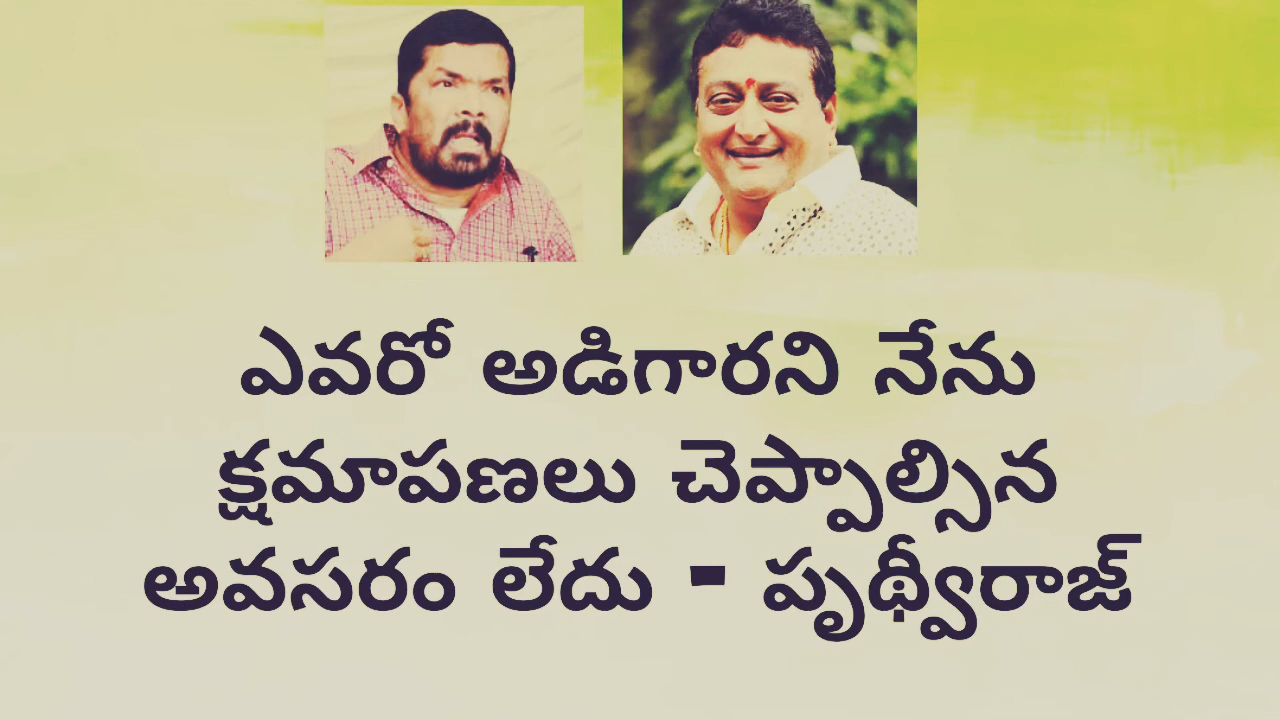 ఎవరో అడిగారని నేను
క్షమాపణలు చెప్పాల్సిన
అవసరం లేదు - పృథ్వీరాజ్